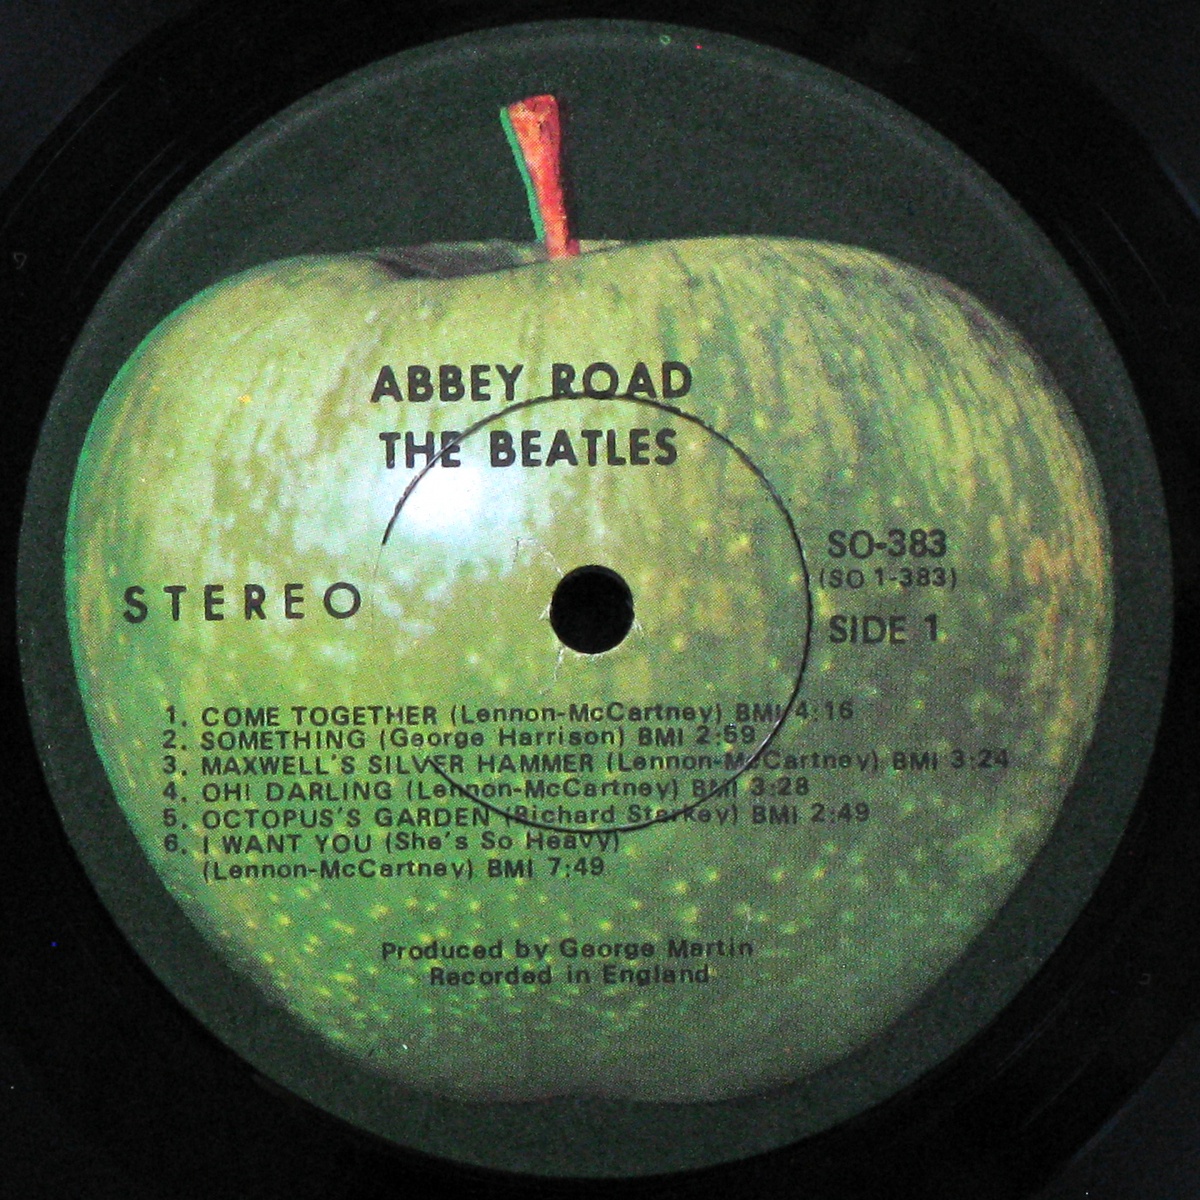 ABBEY ROAD
THE BEATLES
STEREO
SO-383
(SO 1-383)
SIDE 1
1. COME TOGETHER (Lennon-McCartney) BMI 4:16
2. SOMETHING (George Harrison) BMI 2:59
3. MAXWELL'S SILVER HAMMER (Lennon-McCartney) BMI 3:24
4. OH! DARLING (Lennon-McCartney) BMI 3:28
5. OCTOPUS'S GARDEN (Richard Starkey) BMI 2:49
6. I WANT YOU (She's So Heavy)
(Lennon-McCartney) BMI 7:49
Produced by George Martin
Recorded in England